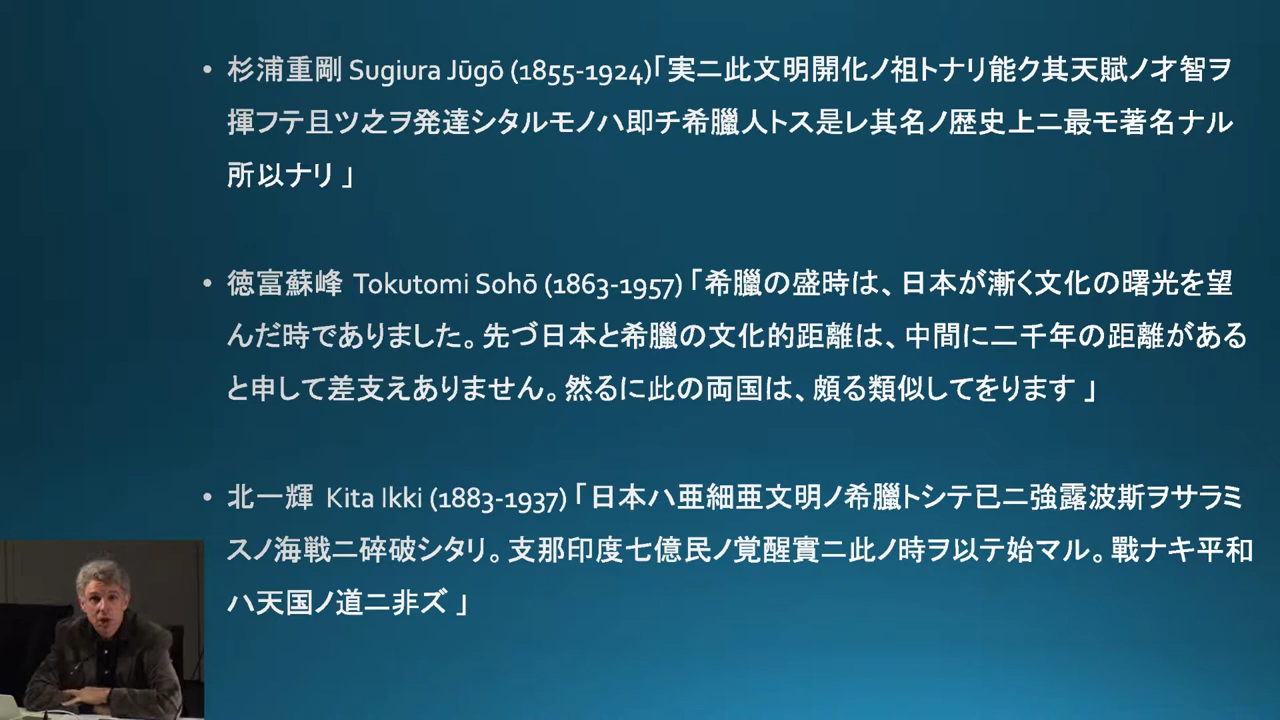 • 杉浦重剛 Sugiura Jūgō (1855-1924)「実ニ此文明開化ノ祖トナリ能ク其天賦ノ才智ヲ
揮フテ且ツ之ヲ発達シタルモノハ即チ希臘人トス是レ其名ノ歴史上ニ最モ著名ナル
所以ナリ 」
• 徳富蘇峰 Tokutomi Sohō (1863-1957) 「希臘の盛時は、日本が漸く文化の曙光を望
んだ時でありました。先づ日本と希臘の文化的距離は、中間に二千年の距離がある
と申して差支えありません。然るに此の両国は、頗る類似してをります 」
• 北一輝 Kita Ikki (1883-1937) 「日本ハ亜細亜文明ノ希臘トシテ已ニ強露波斯ヲサラミ
スノ海戦ニ碎破シタリ。支那印度七億民ノ覚醒實ニ此ノ時ヲ以テ始マル。戰ナキ平和
ハ天国ノ道ニ非ズ 」